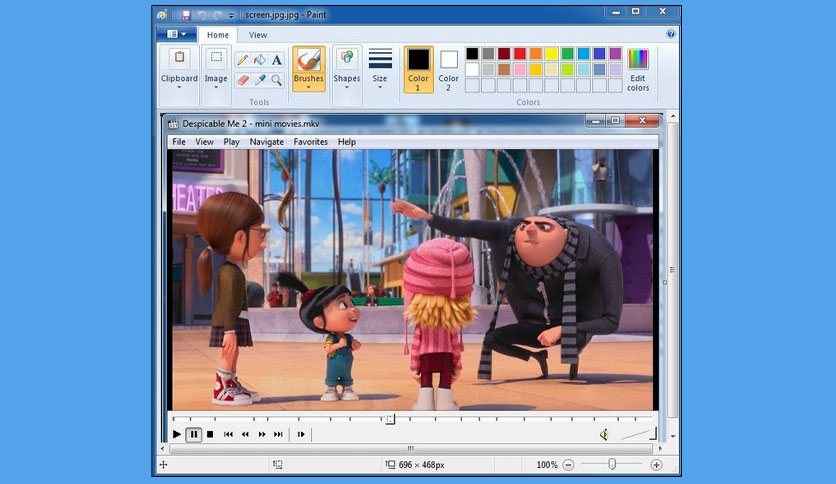 screen.jpg.jpg - Paint
Home View
Clipboard Image Brushes Shapes Size Color 1 Color 2 Edit colors
A
Tools Colors
Despicable Me 2 - mini movies.mkv
File View Play Navigate Favorites Help
696 × 468px 100%